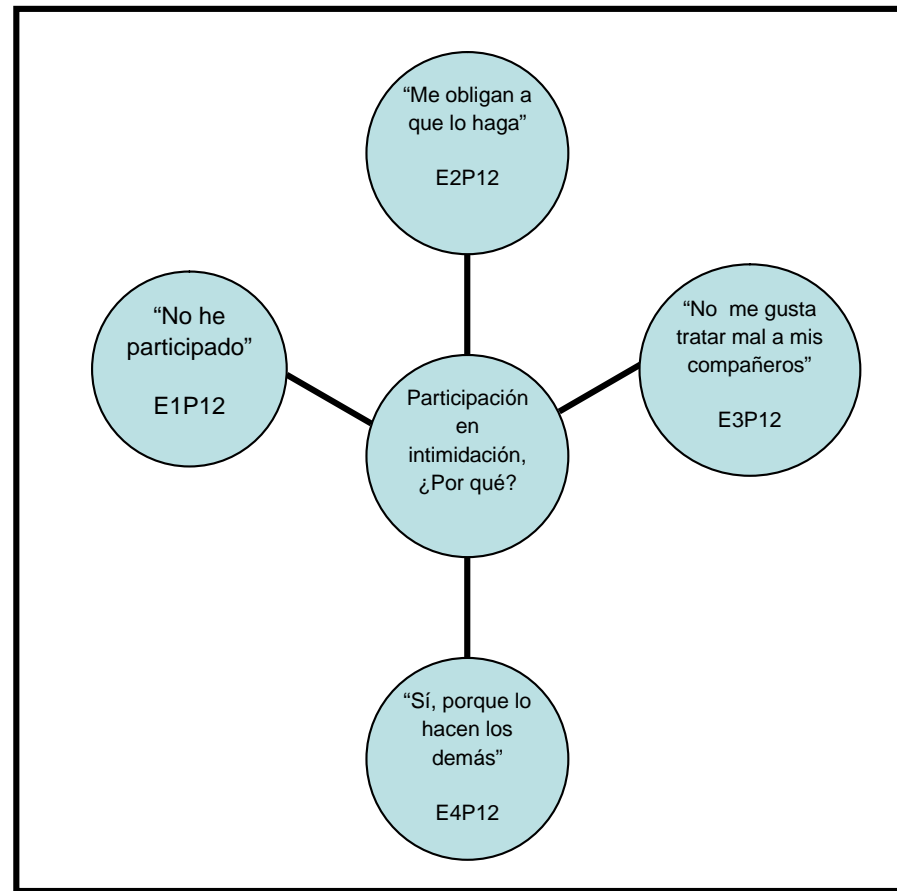 “Me obligan a
que lo haga”
E2P12
“No he
participado”
E1P12
“No me gusta
tratar mal a mis
compañeros”
E3P12
Participación
en
intimidación,
¿Por qué?
“Sí, porque lo
hacen los
demás”
E4P12